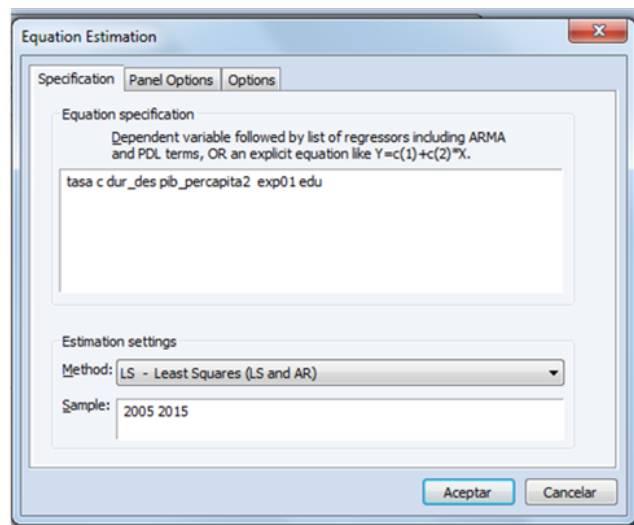 Equation Estimation
Specification Panel Options Options
Equation specification
Dependent variable followed by list of regressors including ARMA
and PDL terms, OR an explicit equation like Y=c(1)+c(2)*X.
tasa c dur_des pib_percapita2 exp01 edu
Estimation settings
Method: LS - Least Squares (LS and AR)
Sample: 2005 2015
Aceptar Cancelar